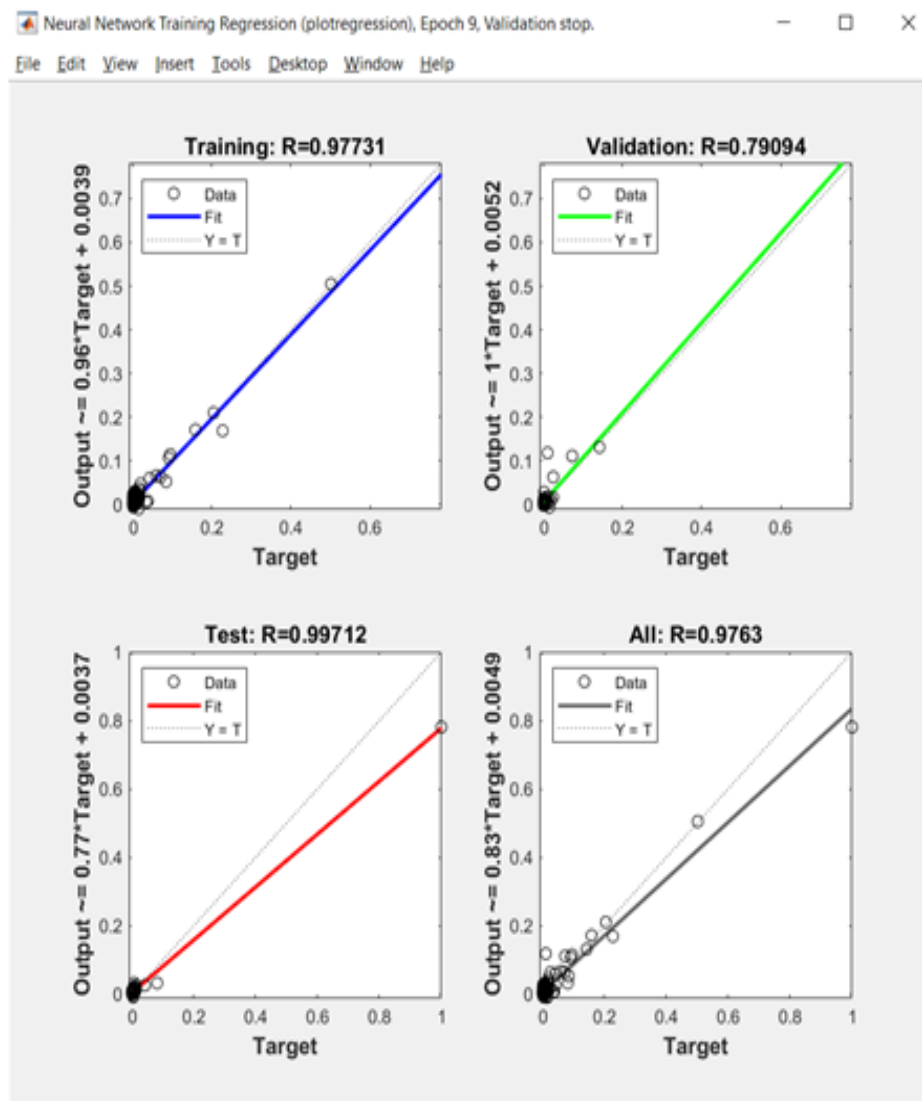 Neural Network Training Regression (plotregression), Epoch 9, Validation stop.
File Edit View Insert Tools Desktop Window Help
Training: R=0.97731
Output ~= 0.96*Target + 0.0039
0.7
0.6
0.5
0.4
0.3
0.2
0.1
0
Data
Fit
Y = T
0 0.2 0.4 0.6
Target
Validation: R=0.79094
Output ~= 1*Target + 0.0052
0.7
0.6
0.5
0.4
0.3
0.2
0.1
0
Data
Fit
Y = T
0 0.2 0.4 0.6
Target
Test: R=0.99712
Output ~= 0.77*Target + 0.0037
1
0.8
0.6
0.4
0.2
0
Data
Fit
Y = T
0 0.2 0.4 0.6 0.8 1
Target
All: R=0.9763
Output ~= 0.83*Target + 0.0049
1
0.8
0.6
0.4
0.2
0
Data
Fit
Y = T
0 0.2 0.4 0.6 0.8 1
Target